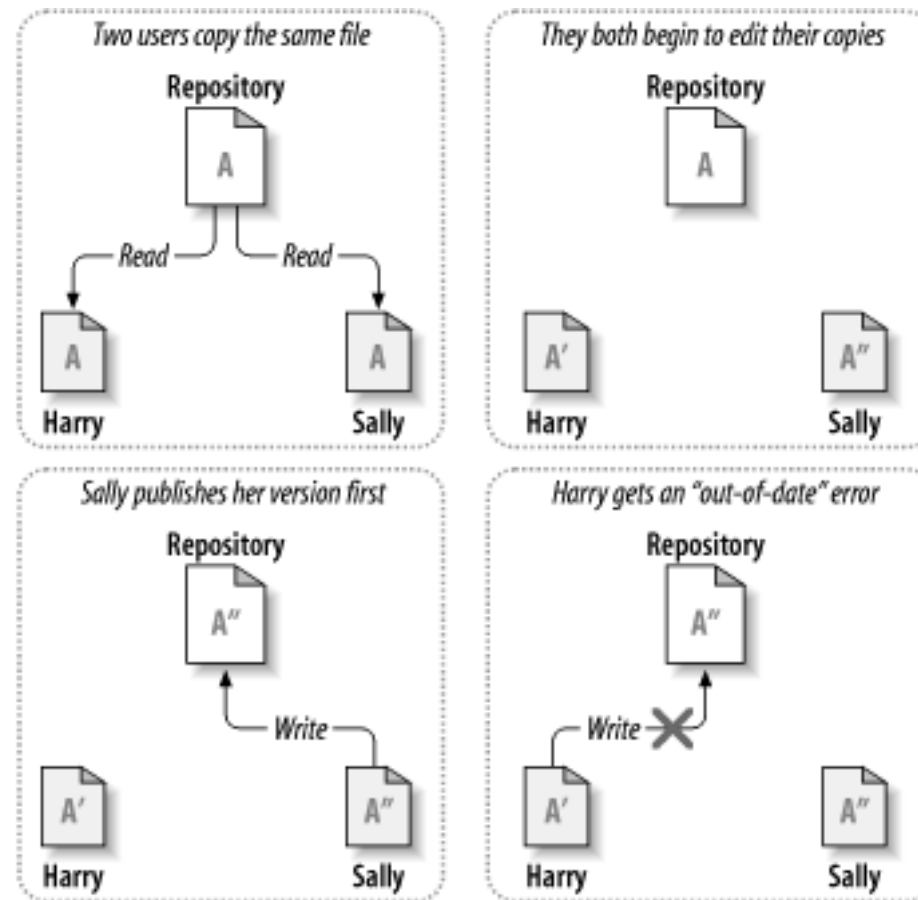 Two users copy the same file
Repository
A
Read
Read
A
A
Harry
Sally
They both begin to edit their copies
Repository
A
A'
A"
Harry
Sally
Sally publishes her version first
Repository
A"
Write
A'
A"
Harry
Sally
Harry gets an “out-of-date” error
Repository
A"
Write
A'
A"
Harry
Sally